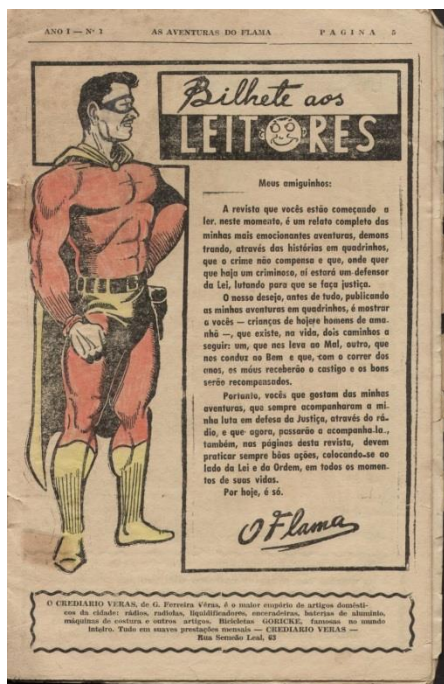 ANO I — Nº 1 AS AVENTURAS DO FLAMA PAGINA 5
Bilhete aos
LEITORES
Meus amiguinhos:
A revista que vocês estão começando a
ler, neste momento, é um relato completo das
minhas mais emocionantes aventuras, demons
trando, através das histórias em quadrinhos,
que o crime não compensa e que, onde quer
que haja um criminoso, aí estará um defensor
da Lei, lutando para que se faça justiça.
O nosso desejo, antes de tudo, publicando
as minhas aventuras em quadrinhos, é mostrar
a vocês — crianças de hoje e homens de ama
nhã —, que existe, na vida, dois caminhos a
seguir: um, que nos leva ao Mal, outro, que
nos conduz ao Bem e que, com o correr dos
anos, os máus receberão o castigo e os bons
serão recompensados.
Portanto, vocês que gostam das minhas
aventuras, que sempre acompanharam a mi
nha luta em defesa da Justiça, através do rá-
dio, e que agora, passarão a acompanha-la,
também, nas páginas desta revista, devem
praticar sempre bôas ações, colocando-se ao
lado da Lei e da Ordem, em todos os momen
tos de suas vidas.
Por hoje, é só.
O Flama
O CREDIARIO VERAS, de G. Ferreira Véras, é o maior empório de artigos domésti-
cos da cidade: rádios, radiolas, liquidificadores, enceradeiras, baterias de aluminio,
máquinas de costura e outros artigos. Bicicletas GORICKE, famosas no mundo
inteiro. Tudo em suaves prestações mensais — CREDIARIO VERAS —
Rua Semeão Leal, 63